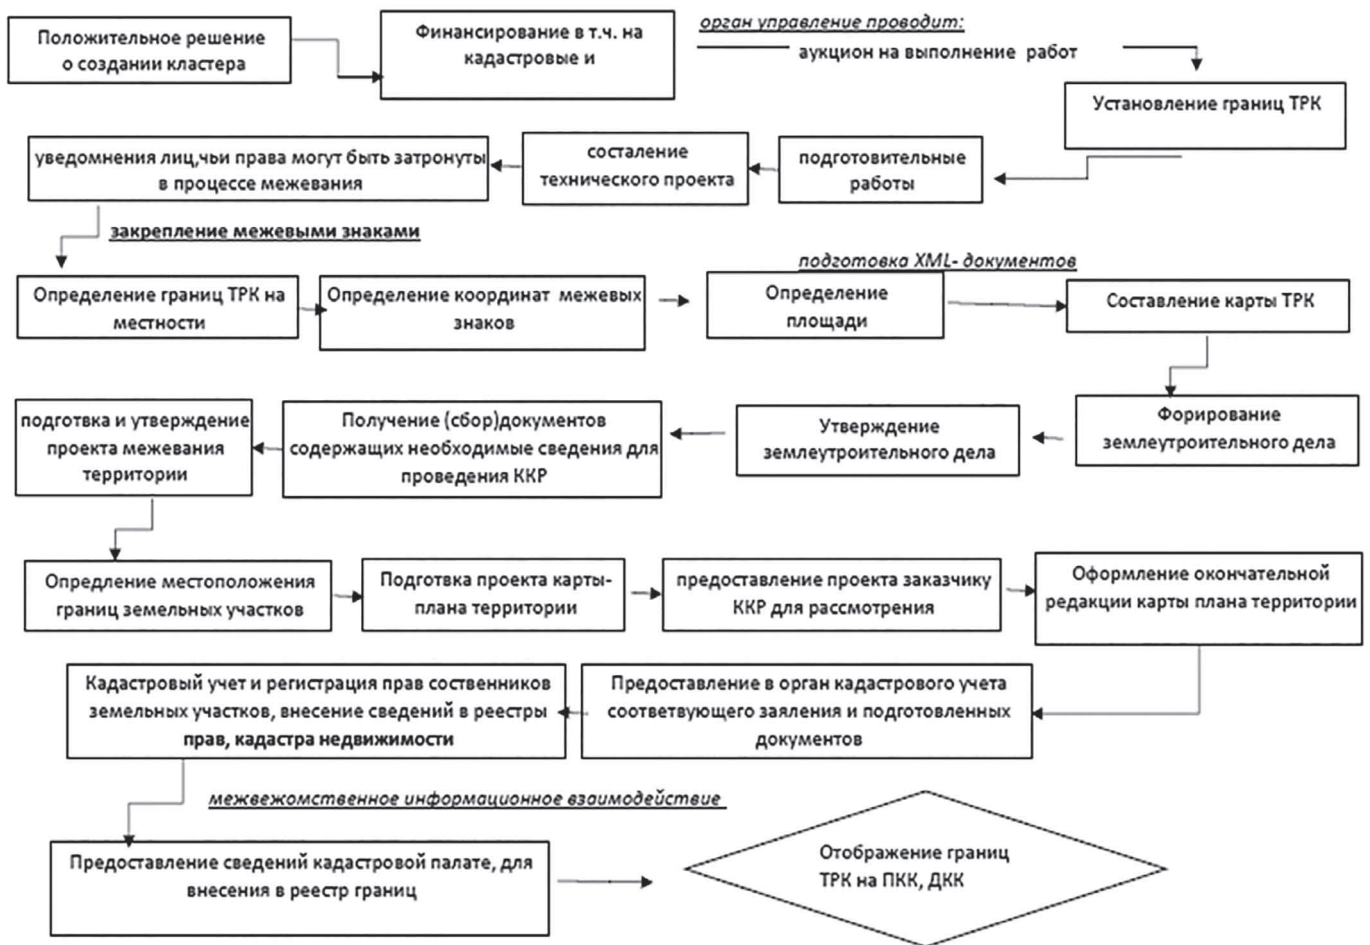 Положительное решение
о создании кластера
Финансирование в т.ч. на
кадастровые и
орган управление проводит:
аукцион на выполнение работ
Установление границ ТРК
подготовительные
работы
состаление
технического проекта
уведомнения лиц,чьи права могут быть затронуты
в процессе межевания
закрепление межевыми знаками
Определение границ ТРК на
местности
Определение координат межевых
знаков
Определение
площади
подготовка XML- документов
Составление карты ТРК
Форирование
землеутроительного дела
Утверждение
землеутроительного дела
Получение (сбор)документов
содержащих необходимые сведения для
проведения ККР
подготвка и утверждение
проекта межевания
территории
Опредление местоположения
границ земельных участков
Подготвка проекта карты-
плана территории
предоставление проекта заказчику
ККР для рассмотрения
Оформление окончательной
редакции карты плана территории
Предоставление в орган кадастрового учета
соответвующего заяления и подготовленных
документов
Кадастровый учет и регистрация прав соственников
земельных участков, внесение сведений в реестры
прав, кадастра недвижимости
межвежомственное информационное взаимодействие
Предоставление сведений кадастровой палате, для
внесения в реестр границ
Отображение границ
ТРК на ПКК, ДКК